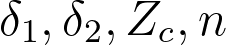 δ₁, δ₂, Z_c, n